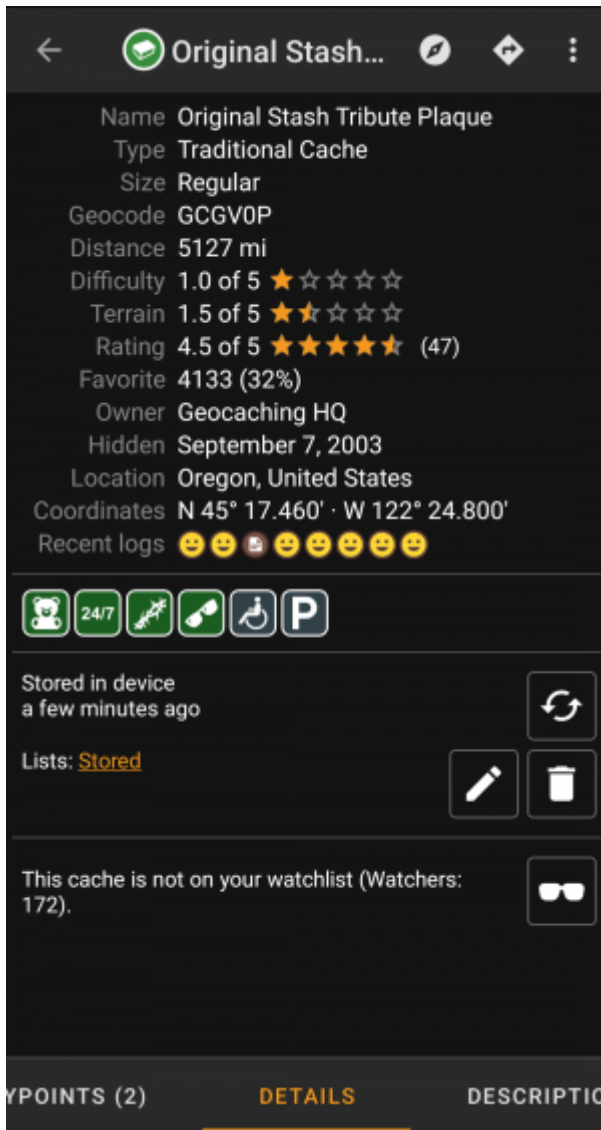 Original Stash...
Name Original Stash Tribute Plaque
Type Traditional Cache
Size Regular
Geocode GCGV0P
Distance 5127 mi
Difficulty 1.0 of 5
Terrain 1.5 of 5
Rating 4.5 of 5 (47)
Favorite 4133 (32%)
Owner Geocaching HQ
Hidden September 7, 2003
Location Oregon, United States
Coordinates N 45° 17.460' · W 122° 24.800'
Recent logs
24/7 P
Stored in device
a few minutes ago
Lists: Stored
This cache is not on your watchlist (Watchers:
172).
YPOINTS (2) DETAILS DESCRIPTIO